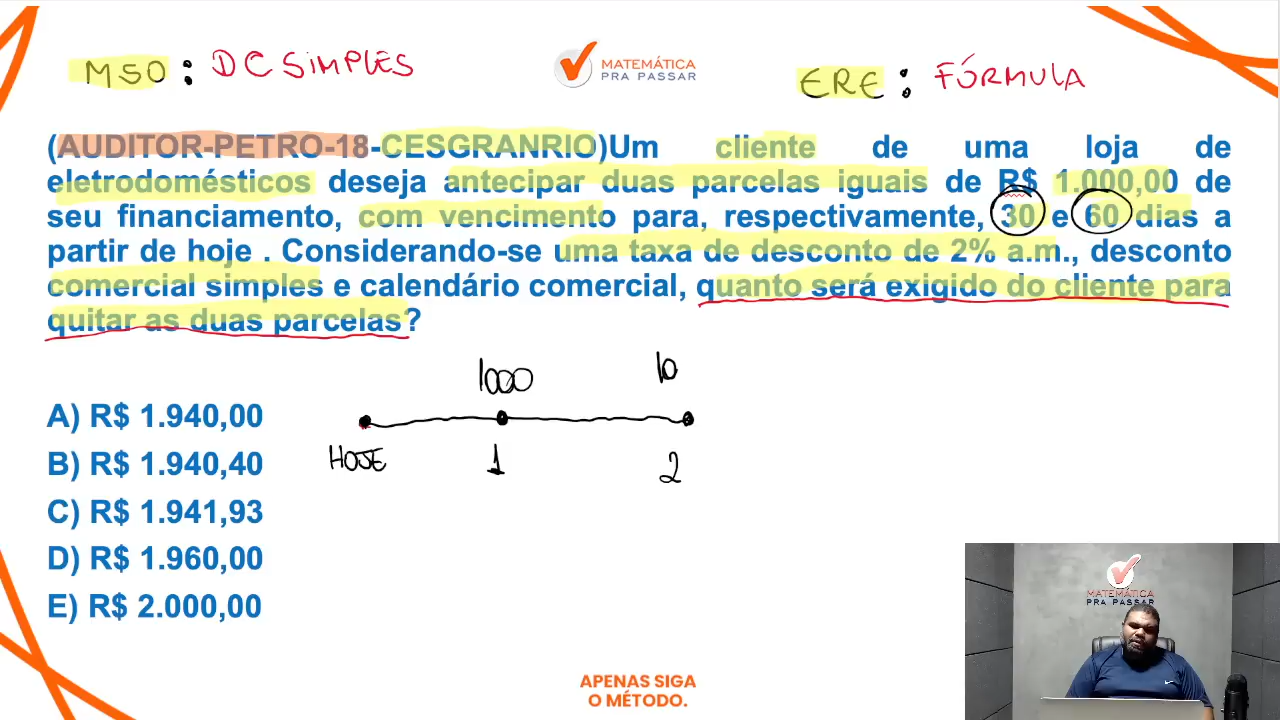 MSO : DC SIMPLES
MATEMÁTICA
PRA PASSAR
ERE : FÓRMULA
(AUDITOR-PETRO-18-CESGRANRIO)Um cliente de uma loja de
eletrodomésticos deseja antecipar duas parcelas iguais de R$ 1.000,00 de
seu financiamento, com vencimento para, respectivamente, 30 e 60 dias a
partir de hoje . Considerando-se uma taxa de desconto de 2% a.m., desconto
comercial simples e calendário comercial, quanto será exigido do cliente para
quitar as duas parcelas?
1000 10
HOJE 1 2
A) R$ 1.940,00
B) R$ 1.940,40
C) R$ 1.941,93
D) R$ 1.960,00
E) R$ 2.000,00
MATEMÁTICA
PRA PASSAR
APENAS SIGA
O MÉTODO.